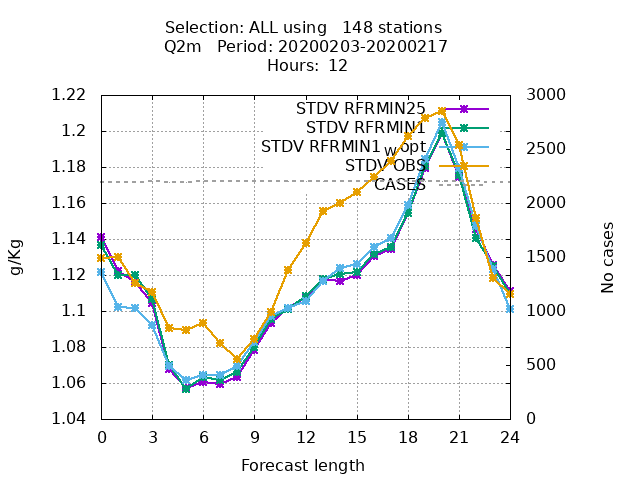 Selection: ALL using   148 stations
Q2m   Period: 20200203-20200217
Hours:  12
STDV RFRMIN25
STDV RFRMIN1
STDV RFRMIN1_w opt
STDV OBS
CASES
1.22
1.2
1.18
1.16
1.14
1.12
1.1
1.08
1.06
1.04
3000
2500
2000
1500
1000
500
0
g/Kg
No cases
0 3 6 9 12 15 18 21 24
Forecast length